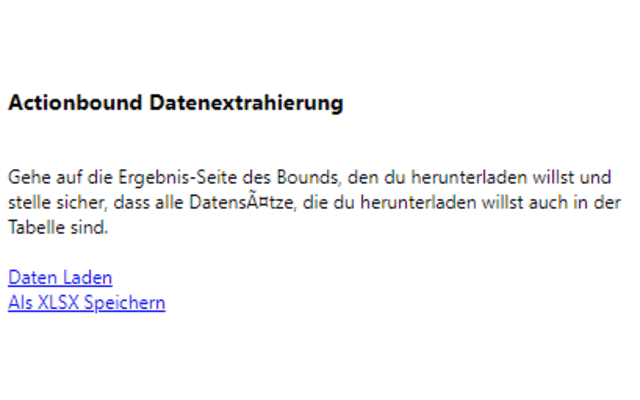 Actionbound Datenextrahierung
Gehe auf die Ergebnis-Seite des Bounds, den du herunterladen willst und
stelle sicher, dass alle DatensÃ¤tze, die du herunterladen willst auch in der
Tabelle sind.
Daten Laden
Als XLSX Speichern